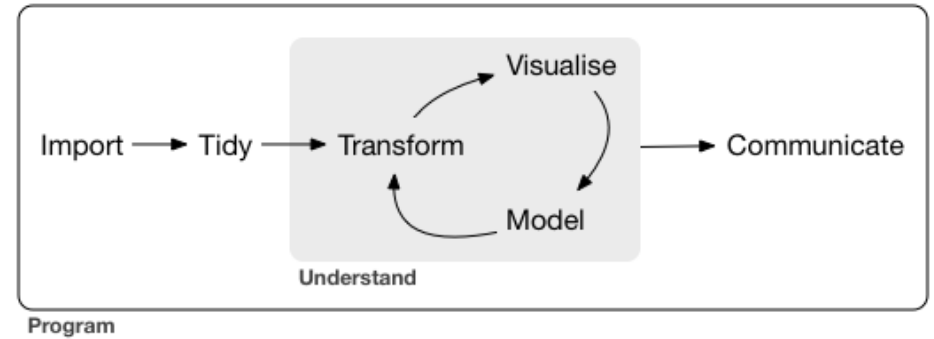 Import
Tidy
Transform
Visualise
Model
Communicate
Understand
Program